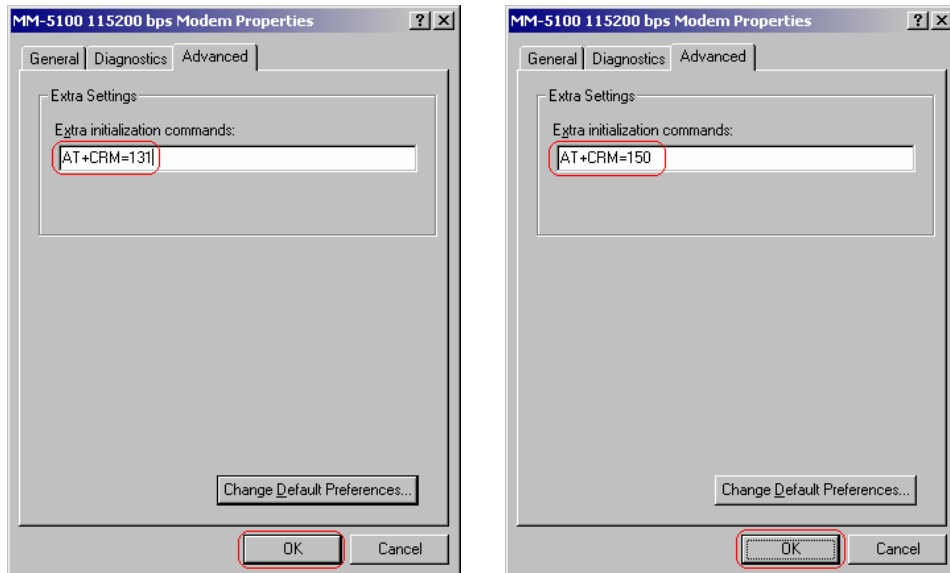 MM-5100 115200 bps Modem Properties
General Diagnostics Advanced
Extra Settings
Extra initialization commands:
AT+CRM=131
Change Default Preferences...
OK Cancel
MM-5100 115200 bps Modem Properties
General Diagnostics Advanced
Extra Settings
Extra initialization commands:
AT+CRM=150
Change Default Preferences...
OK Cancel